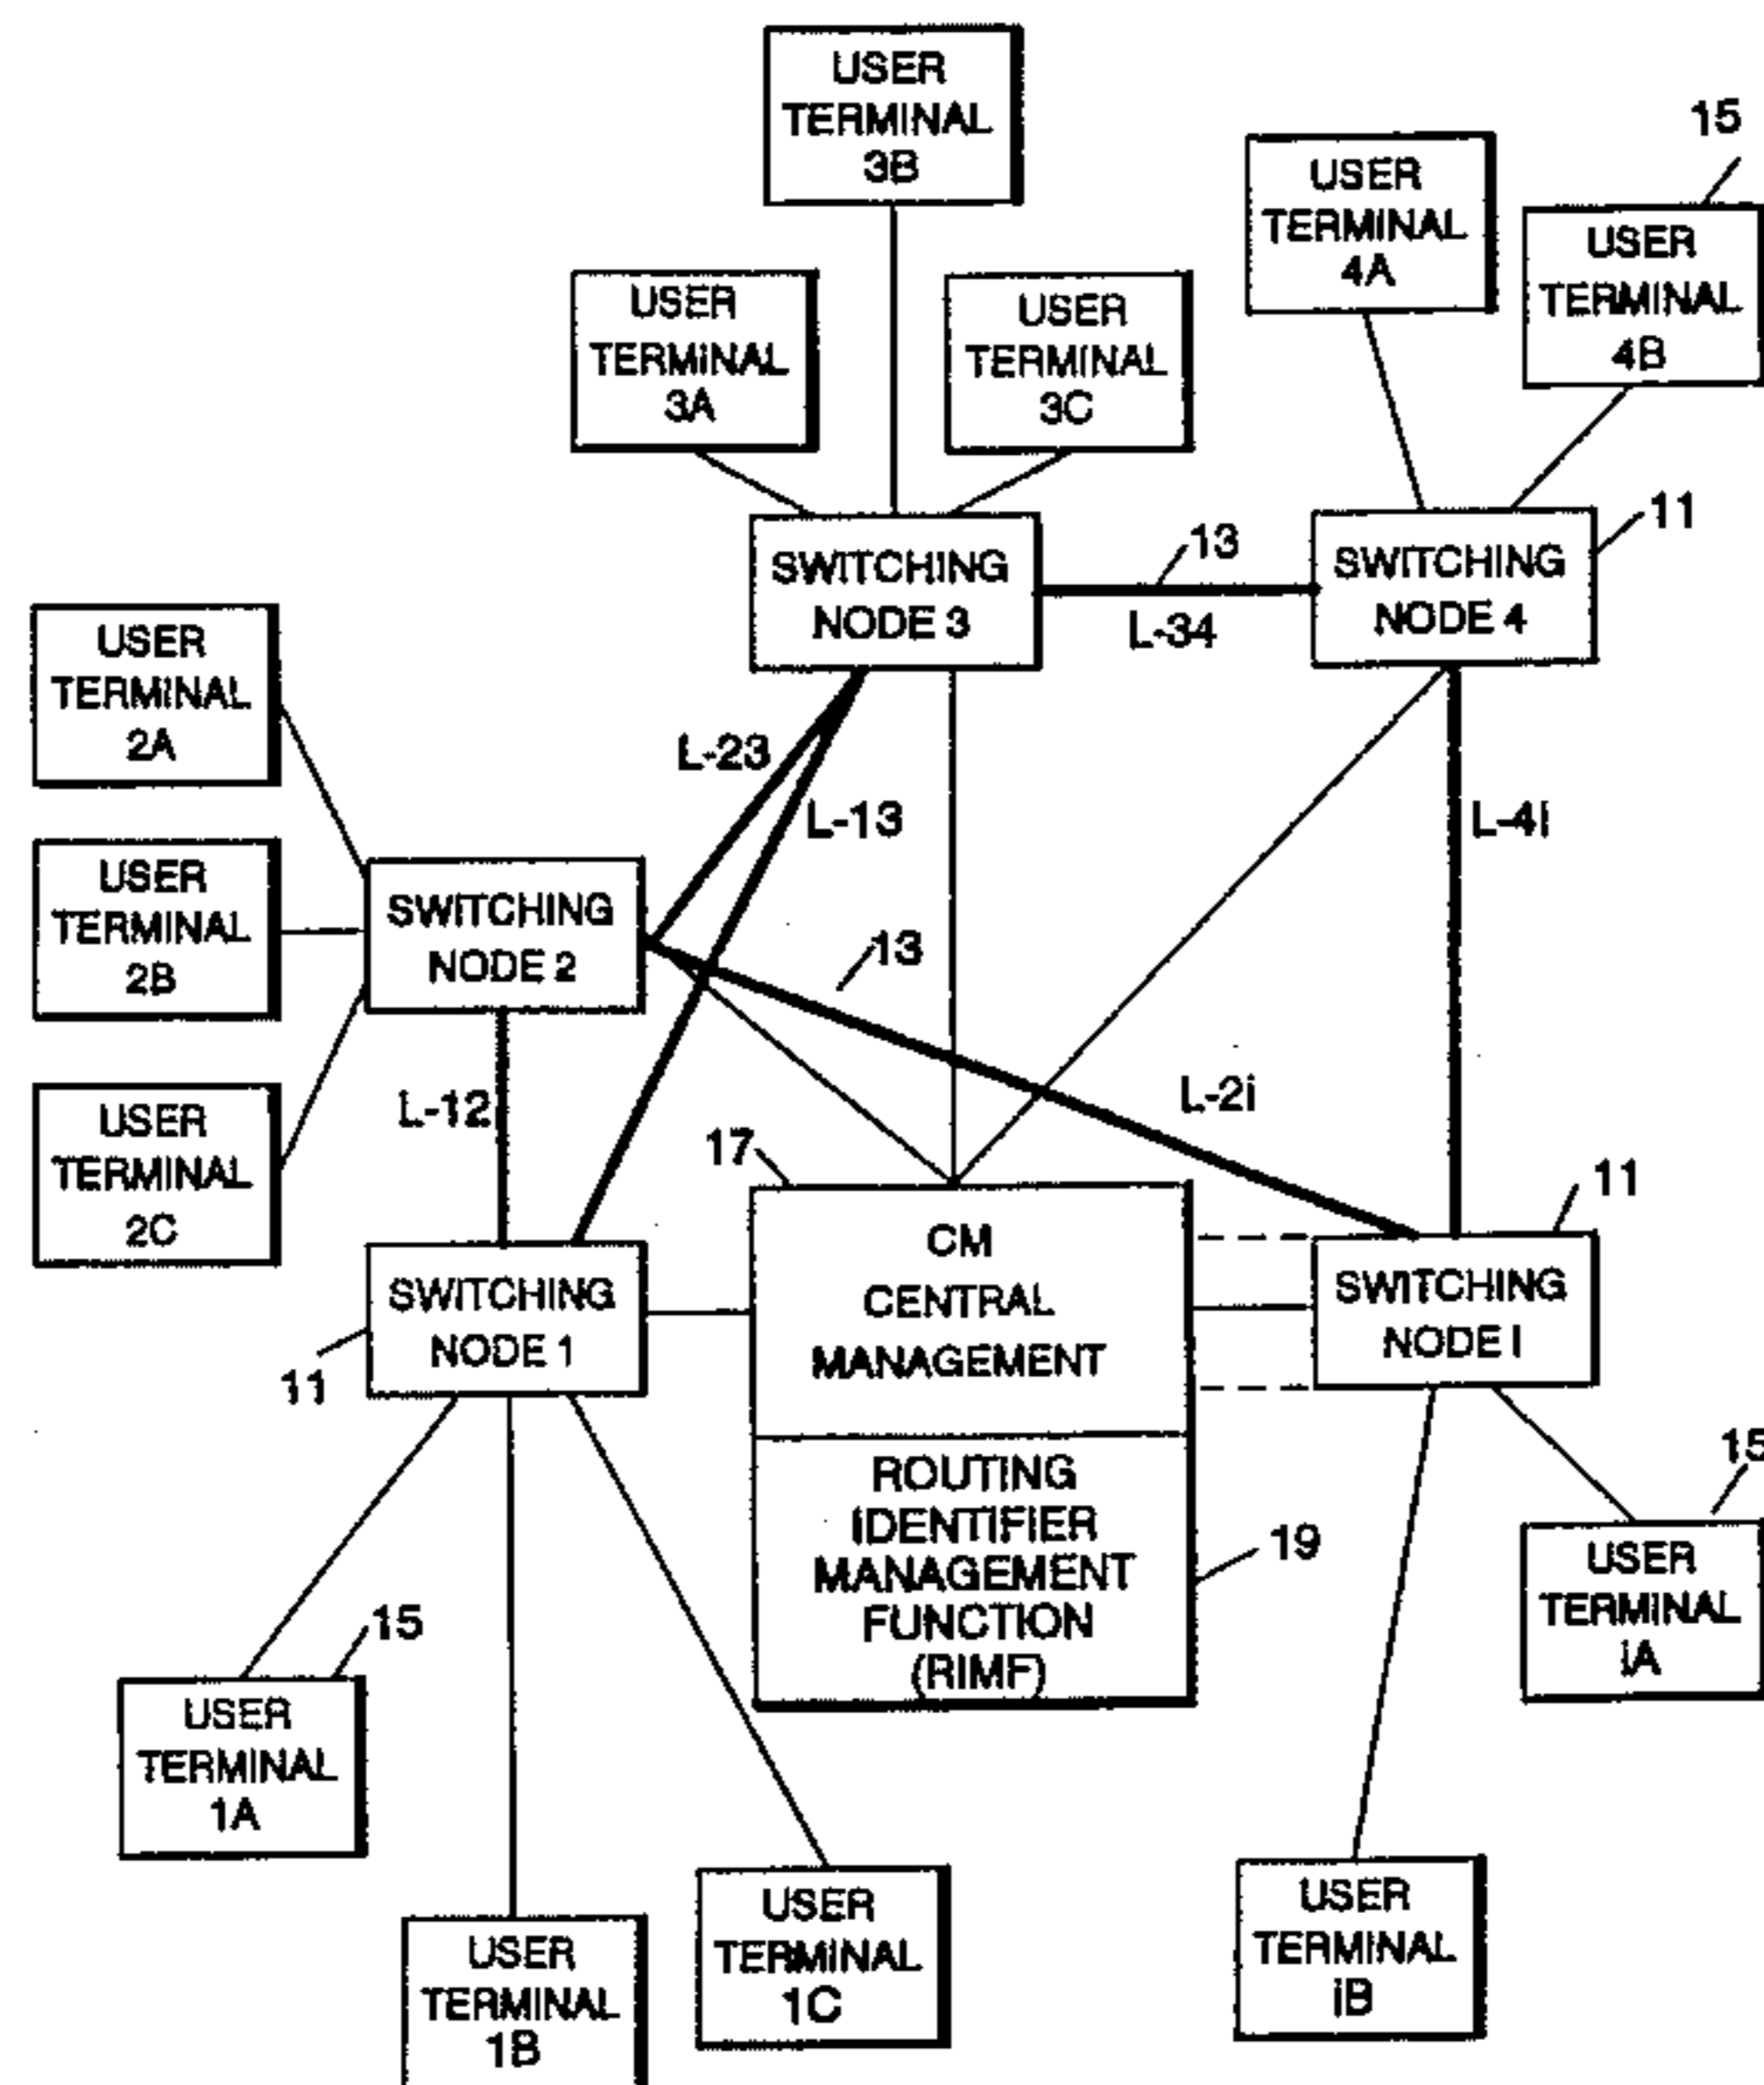 USER
TERMINAL
3B
15
USER
TERMINAL
4A
USER
TERMINAL
4B
USER
TERMINAL
3A
USER
TERMINAL
3C
SWITCHING
NODE 3
13
L-34
SWITCHING
NODE 4
11
USER
TERMINAL
2A
L-23
L-13
L-4i
USER
TERMINAL
2B
SWITCHING
NODE 2
13
USER
TERMINAL
2C
L-12
L-2i
17
11
SWITCHING
NODE 1
11
CM
CENTRAL
MANAGEMENT
SWITCHING
NODE i
ROUTING
IDENTIFIER
MANAGEMENT
FUNCTION
(RIMF)
19
15
USER
TERMINAL
iA
15
USER
TERMINAL
1A
USER
TERMINAL
1B
USER
TERMINAL
1C
USER
TERMINAL
iB